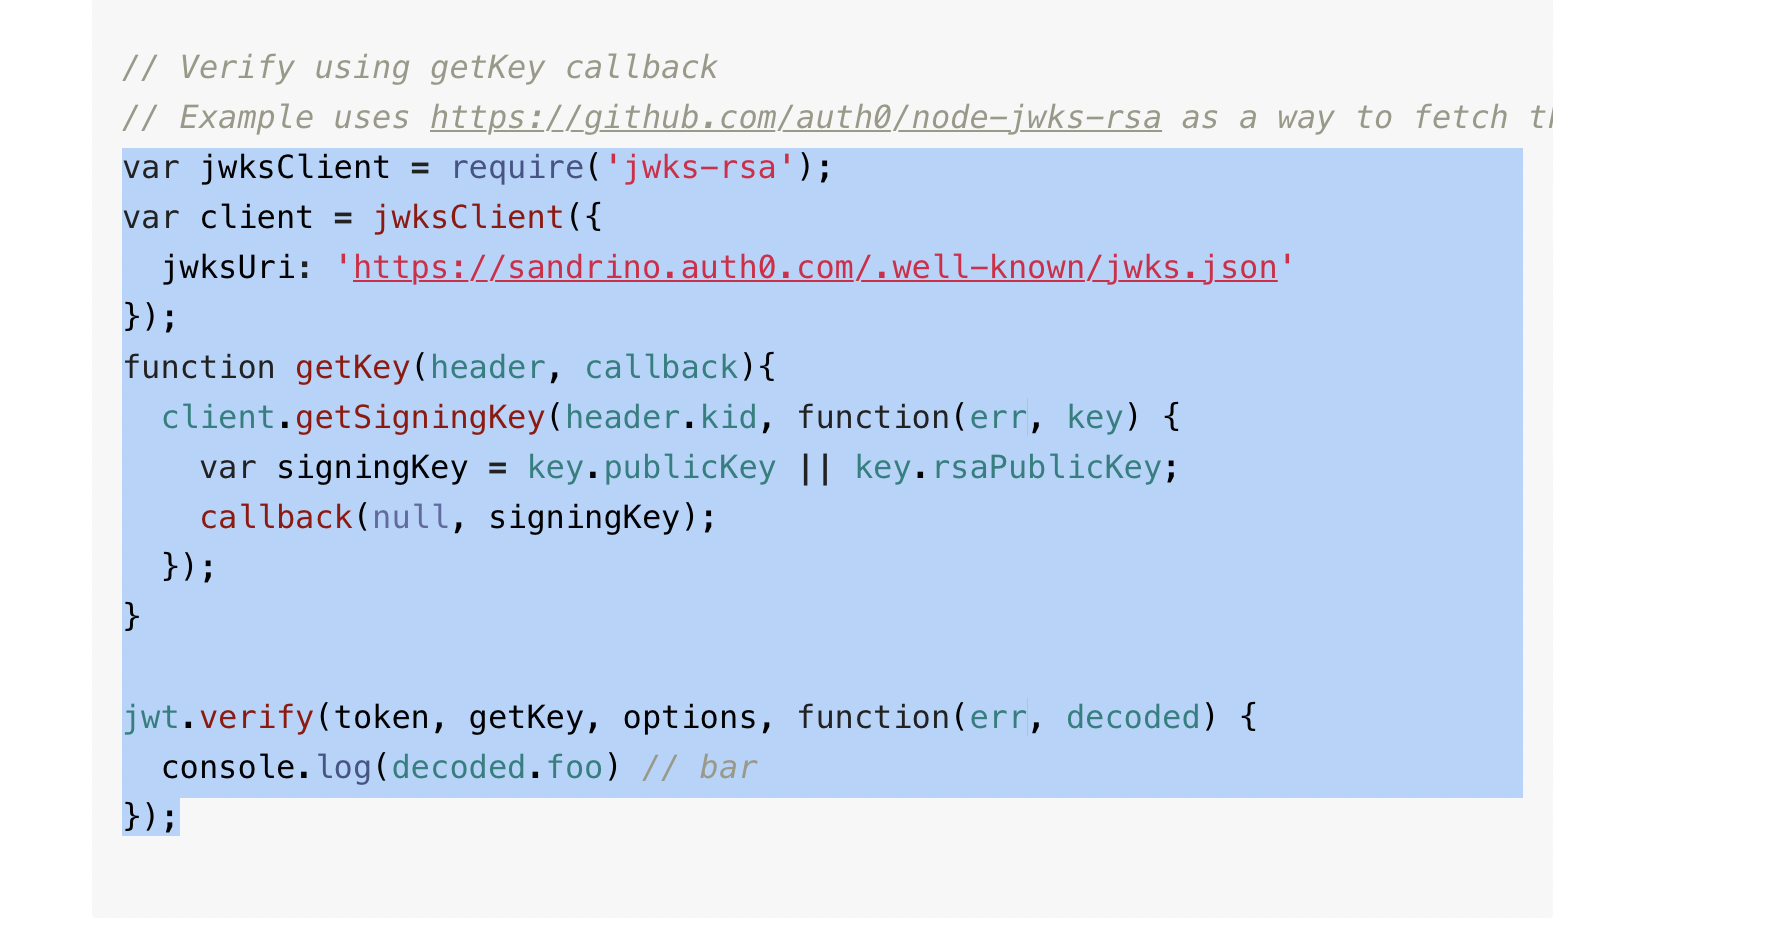 // Verify using getKey callback
// Example uses https://github.com/auth0/node-jwks-rsa as a way to fetch
var jwksClient = require('jwks-rsa');
var client = jwksClient({
  jwksUri: 'https://sandrino.auth0.com/.well-known/jwks.json'
});
function getKey(header, callback){
  client.getSigningKey(header.kid, function(err, key) {
    var signingKey = key.publicKey || key.rsaPublicKey;
    callback(null, signingKey);
  });
}
jwt.verify(token, getKey, options, function(err, decoded) {
  console.log(decoded.foo) // bar
});